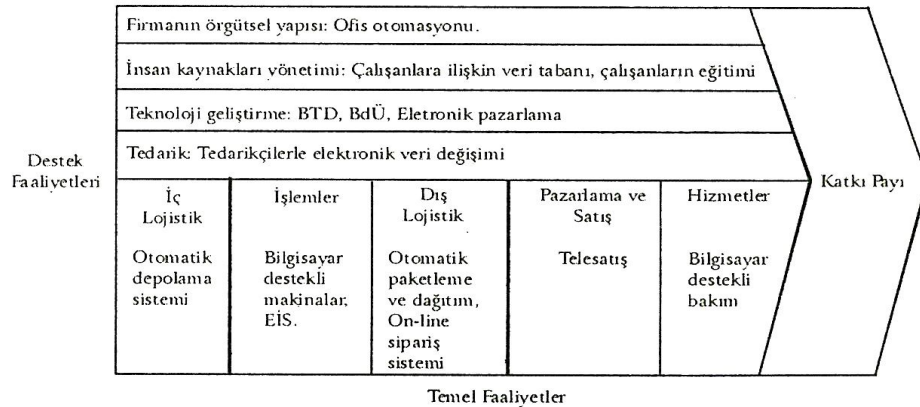 Firmanın örgütsel yapısı: Ofis otomasyonu.
İnsan kaynakları yönetimi: Çalışanlara ilişkin veri tabanı, çalışanların eğitimi
Teknoloji geliştirme: BTD, BdÜ, Eletronik pazarlama
Tedarik: Tedarikçilerle elektronik veri değişimi
Destek
Faaliyetleri
Katkı Payı
İç
Lojistik
Otomatik
depolama
sistemi
İşlemler
Bilgisayar
destekli
makinalar,
EİS.
Dış
Lojistik
Otomatik
paketleme
ve dağıtım,
On-line
sipariş
sistemi
Pazarlama ve
Satış
Telesatış
Hizmetler
Bilgisayar
destekli
bakım
Temel Faaliyetler